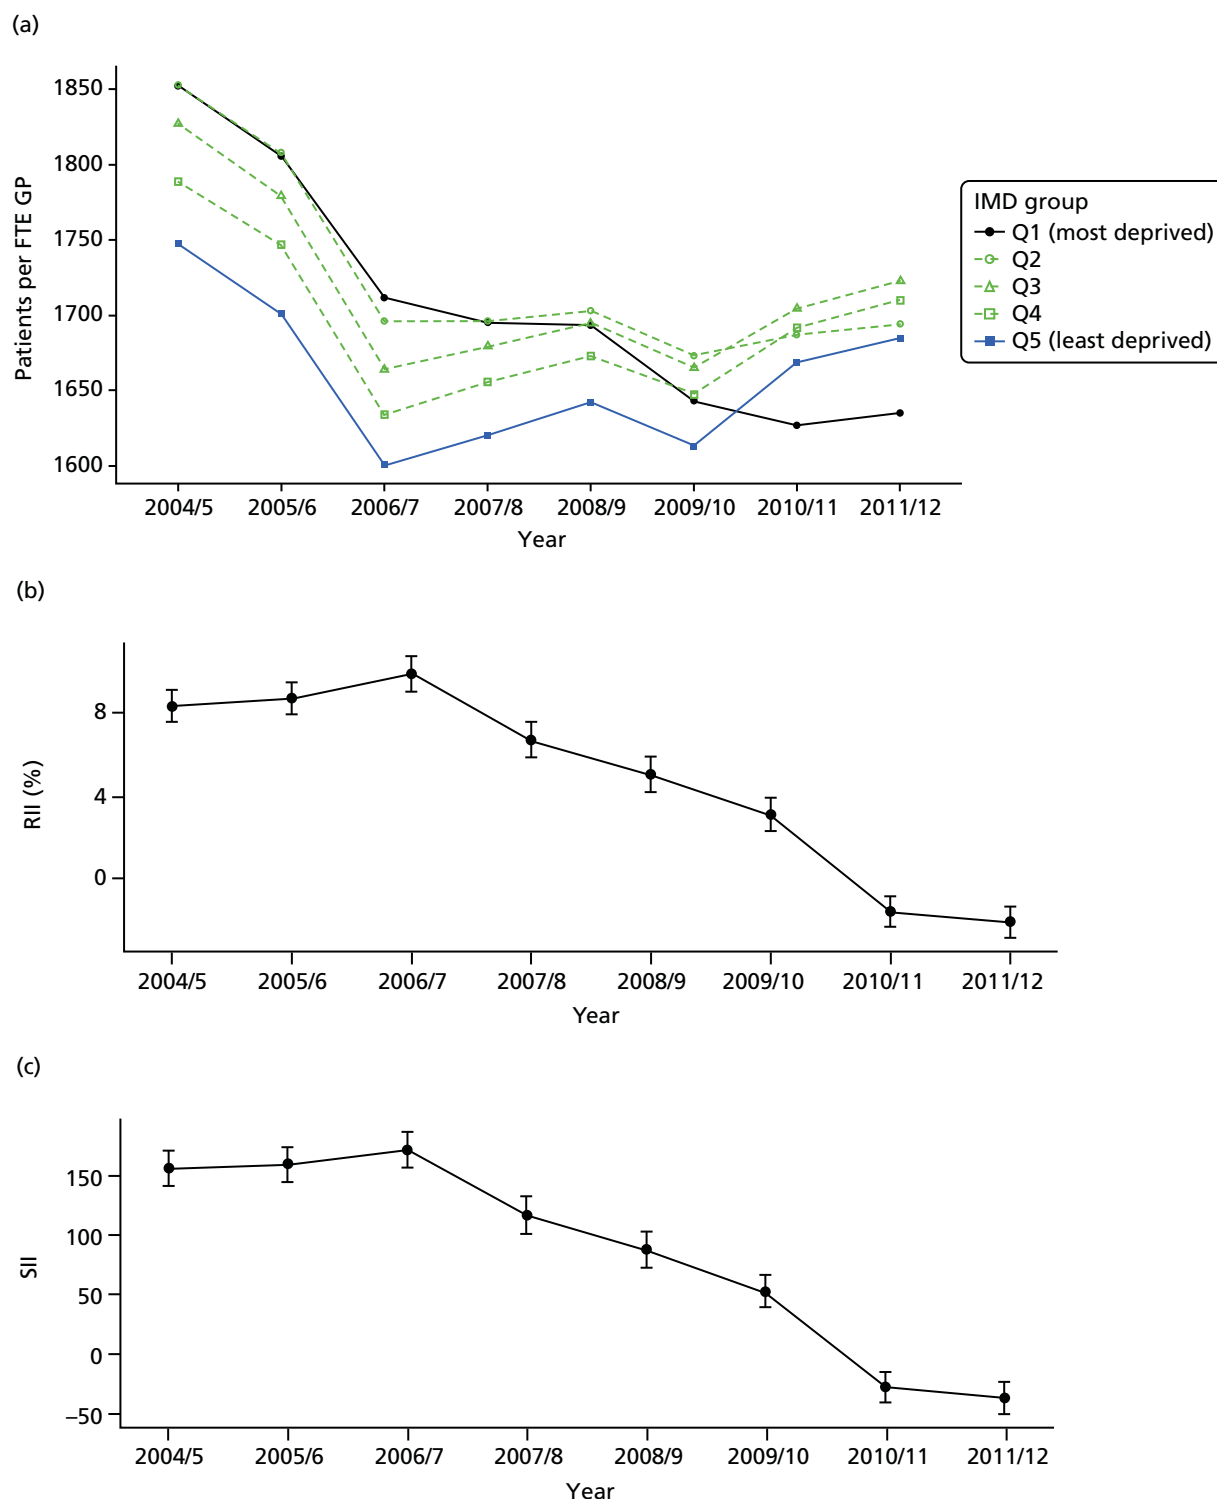 (a)
1850
1800
1750
1700
1650
1600
Patients per FTE GP
2004/5 2005/6 2006/7 2007/8 2008/9 2009/10 2010/11 2011/12
Year
IMD group
Q1 (most deprived)
Q2
Q3
Q4
Q5 (least deprived)
(b)
8
4
0
RII (%)
2004/5 2005/6 2006/7 2007/8 2008/9 2009/10 2010/11 2011/12
Year
(c)
150
100
50
0
–50
SII
2004/5 2005/6 2006/7 2007/8 2008/9 2009/10 2010/11 2011/12
Year